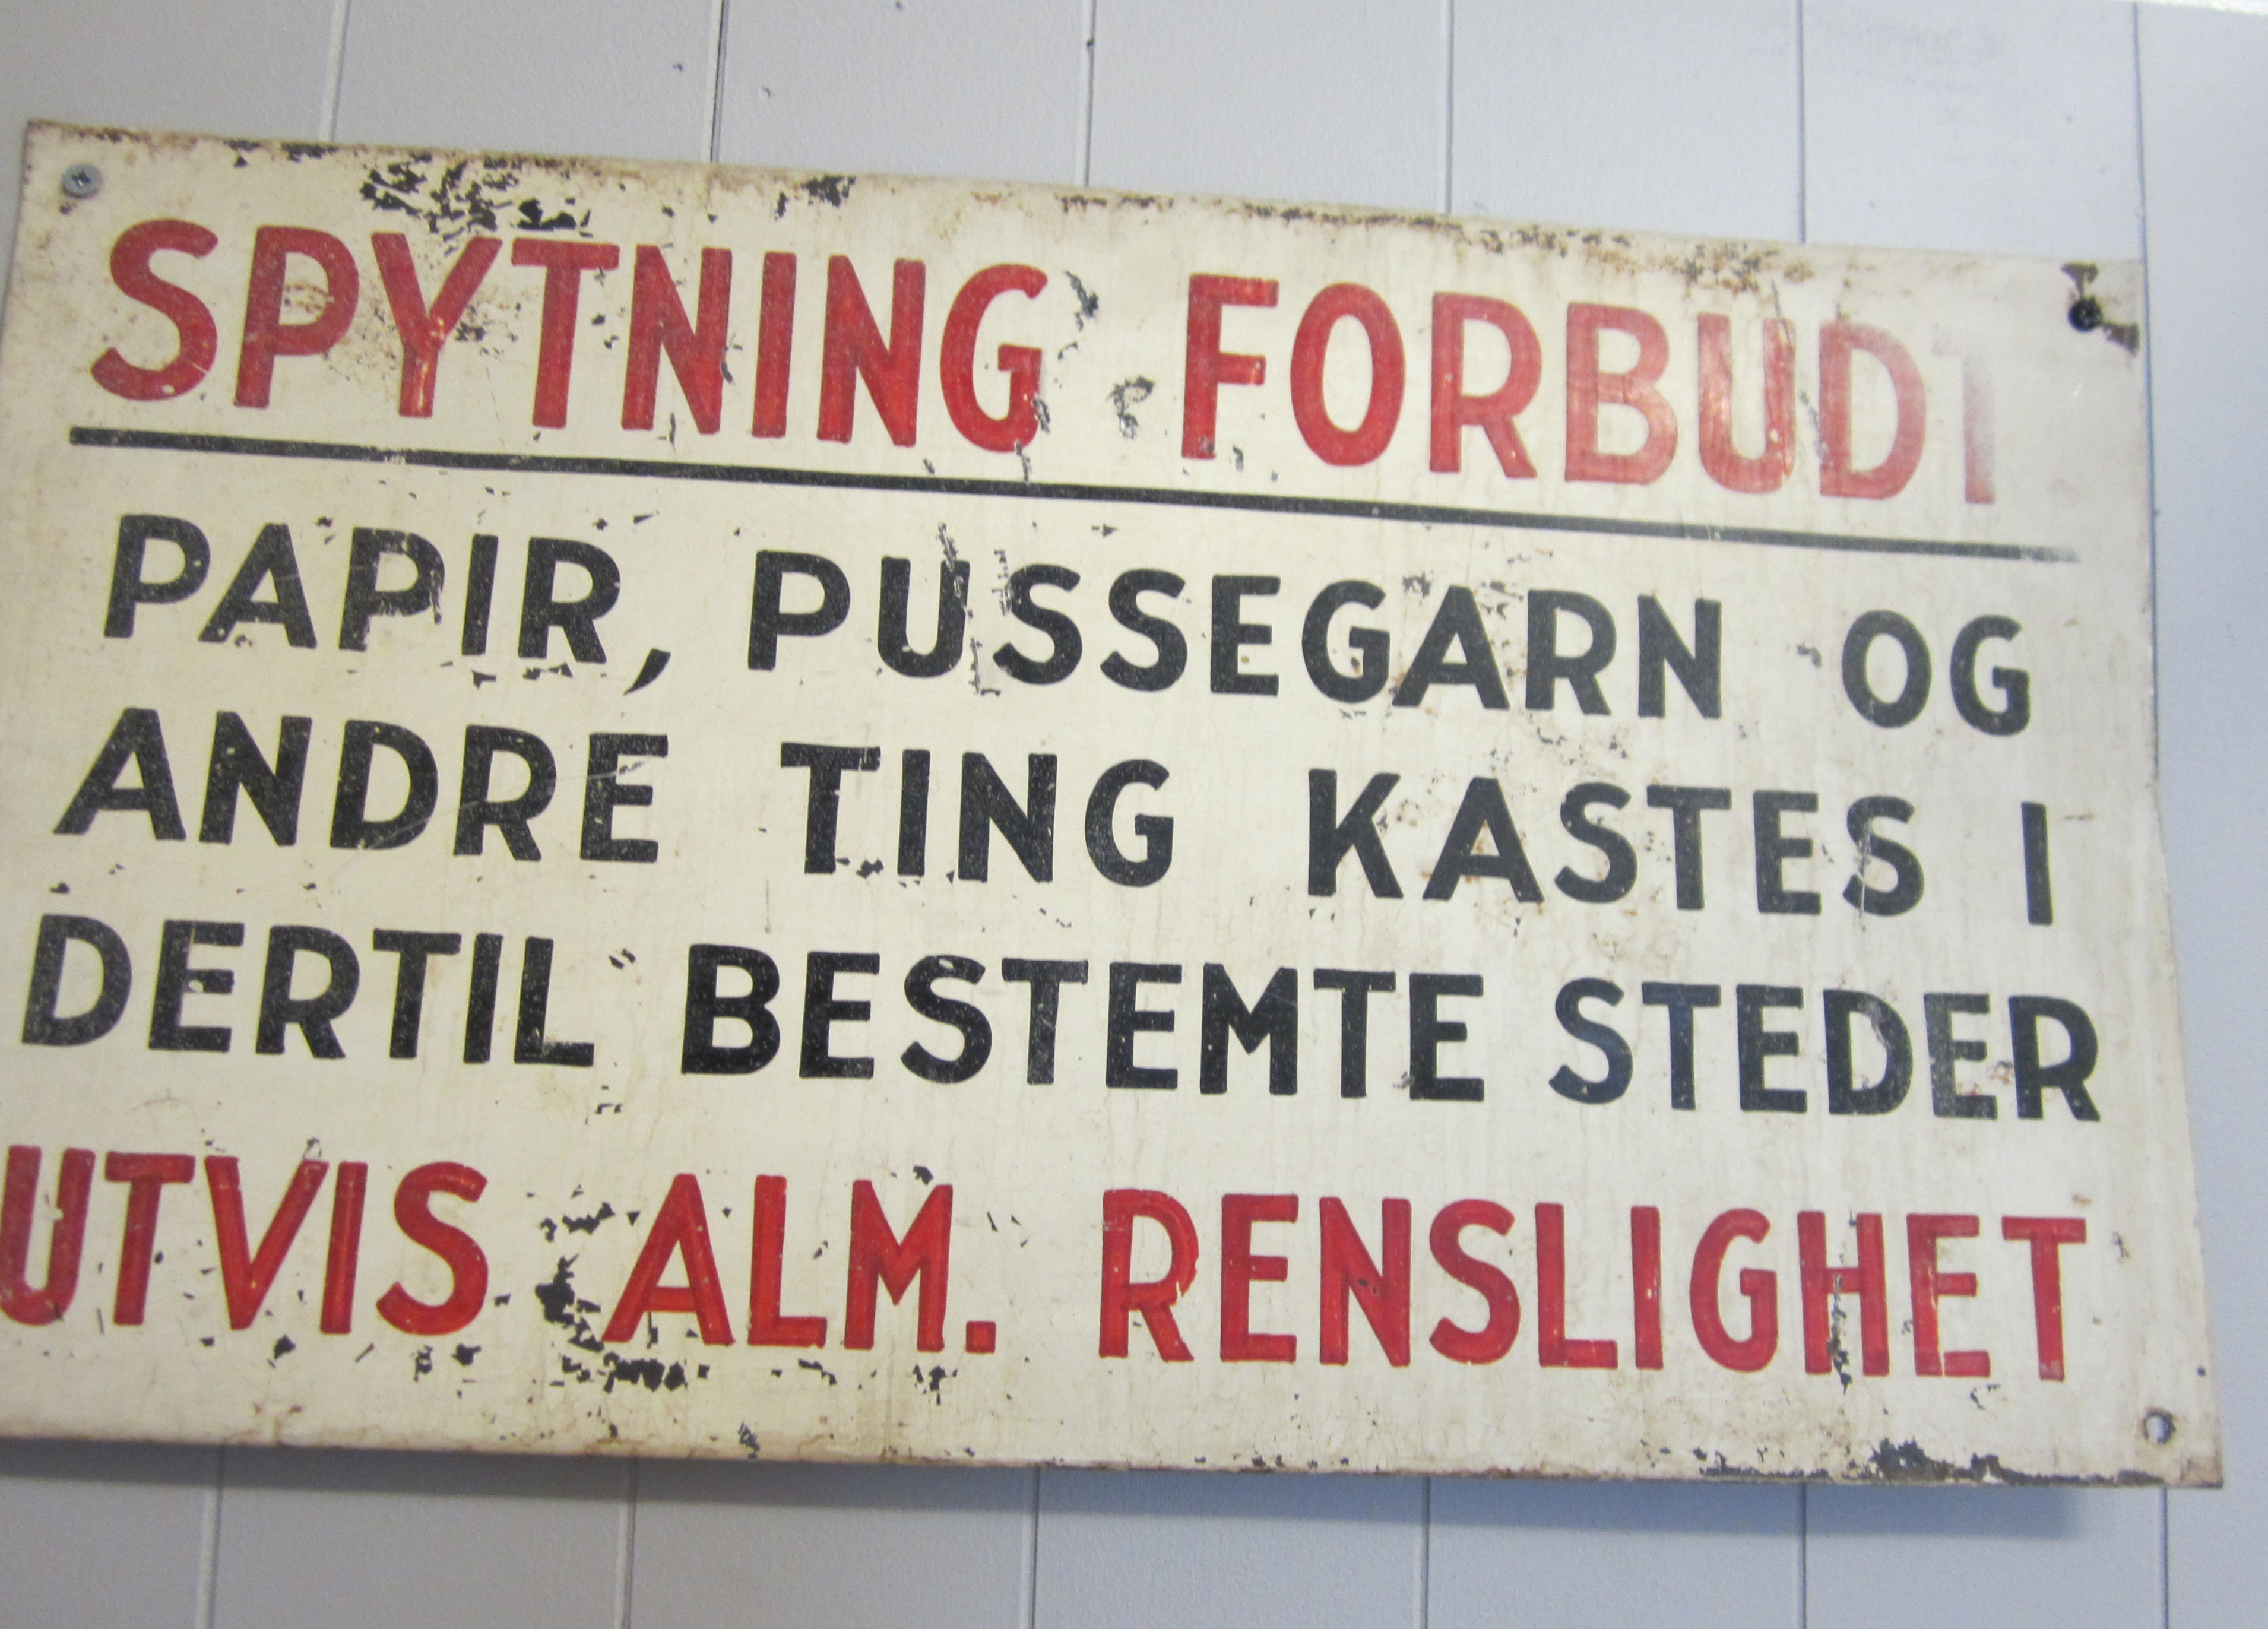 SPYTNING FORBUDT
PAPIR, PUSSEGARN OG
ANDRE TING KASTES I
DERTIL BESTEMTE STEDER
UTVIS ALM. RENSLIGHET